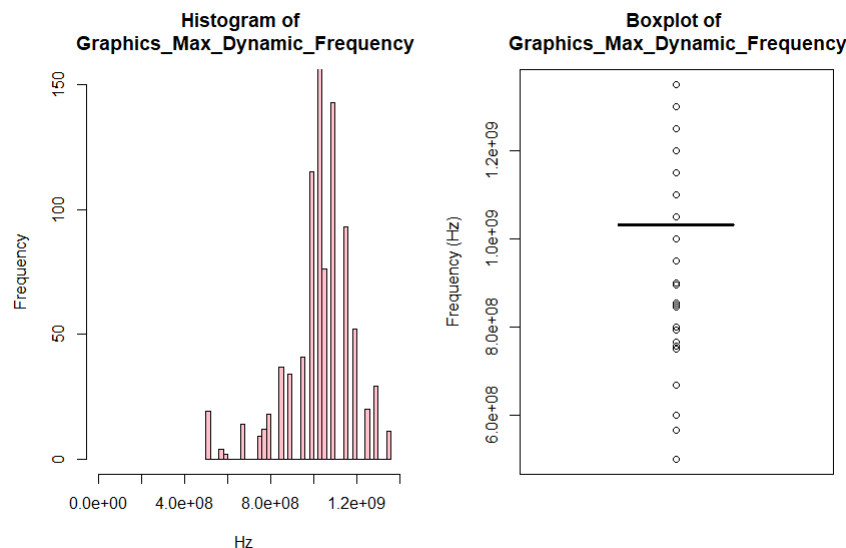 Histogram of
Graphics_Max_Dynamic_Frequency
150
100
50
0
Frequency
0.0e+00 4.0e+08 8.0e+08 1.2e+09
Hz
Boxplot of
Graphics_Max_Dynamic_Frequency
1.2e+09
1.0e+09
8.0e+08
6.0e+08
Frequency (Hz)